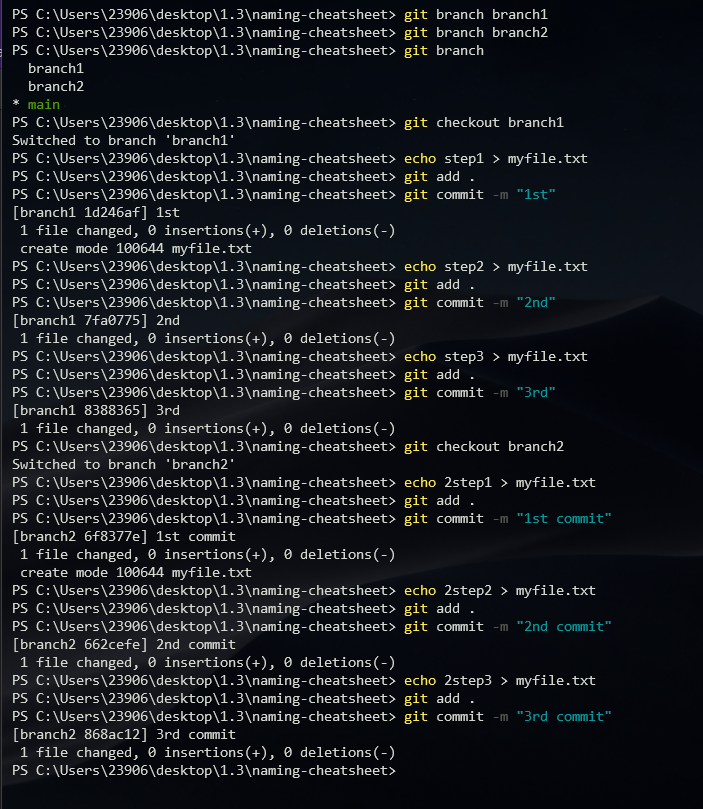 PS C:\Users\23906\desktop\1.3\naming-cheatsheet> git branch branch1
PS C:\Users\23906\desktop\1.3\naming-cheatsheet> git branch branch2
PS C:\Users\23906\desktop\1.3\naming-cheatsheet> git branch
  branch1
  branch2
* main
PS C:\Users\23906\desktop\1.3\naming-cheatsheet> git checkout branch1
Switched to branch 'branch1'
PS C:\Users\23906\desktop\1.3\naming-cheatsheet> echo step1 > myfile.txt
PS C:\Users\23906\desktop\1.3\naming-cheatsheet> git add .
PS C:\Users\23906\desktop\1.3\naming-cheatsheet> git commit -m "1st"
[branch1 1d246af] 1st
 1 file changed, 0 insertions(+), 0 deletions(-)
 create mode 100644 myfile.txt
PS C:\Users\23906\desktop\1.3\naming-cheatsheet> echo step2 > myfile.txt
PS C:\Users\23906\desktop\1.3\naming-cheatsheet> git add .
PS C:\Users\23906\desktop\1.3\naming-cheatsheet> git commit -m "2nd"
[branch1 7fa0775] 2nd
 1 file changed, 0 insertions(+), 0 deletions(-)
PS C:\Users\23906\desktop\1.3\naming-cheatsheet> echo step3 > myfile.txt
PS C:\Users\23906\desktop\1.3\naming-cheatsheet> git add .
PS C:\Users\23906\desktop\1.3\naming-cheatsheet> git commit -m "3rd"
[branch1 8388365] 3rd
 1 file changed, 0 insertions(+), 0 deletions(-)
PS C:\Users\23906\desktop\1.3\naming-cheatsheet> git checkout branch2
Switched to branch 'branch2'
PS C:\Users\23906\desktop\1.3\naming-cheatsheet> echo 2step1 > myfile.txt
PS C:\Users\23906\desktop\1.3\naming-cheatsheet> git add .
PS C:\Users\23906\desktop\1.3\naming-cheatsheet> git commit -m "1st commit"
[branch2 6f8377e] 1st commit
 1 file changed, 0 insertions(+), 0 deletions(-)
 create mode 100644 myfile.txt
PS C:\Users\23906\desktop\1.3\naming-cheatsheet> echo 2step2 > myfile.txt
PS C:\Users\23906\desktop\1.3\naming-cheatsheet> git add .
PS C:\Users\23906\desktop\1.3\naming-cheatsheet> git commit -m "2nd commit"
[branch2 662cefe] 2nd commit
 1 file changed, 0 insertions(+), 0 deletions(-)
PS C:\Users\23906\desktop\1.3\naming-cheatsheet> echo 2step3 > myfile.txt
PS C:\Users\23906\desktop\1.3\naming-cheatsheet> git add .
PS C:\Users\23906\desktop\1.3\naming-cheatsheet> git commit -m "3rd commit"
[branch2 868ac12] 3rd commit
 1 file changed, 0 insertions(+), 0 deletions(-)
PS C:\Users\23906\desktop\1.3\naming-cheatsheet>